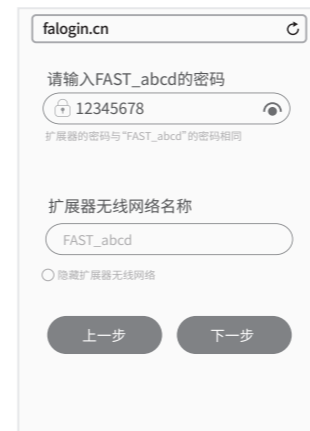 falogin.cn
请输入FAST_abcd的密码
12345678
扩展器的密码与“FAST_abcd”的密码相同
扩展器无线网络名称
FAST_abcd
隐藏扩展器无线网络
上一步 下一步